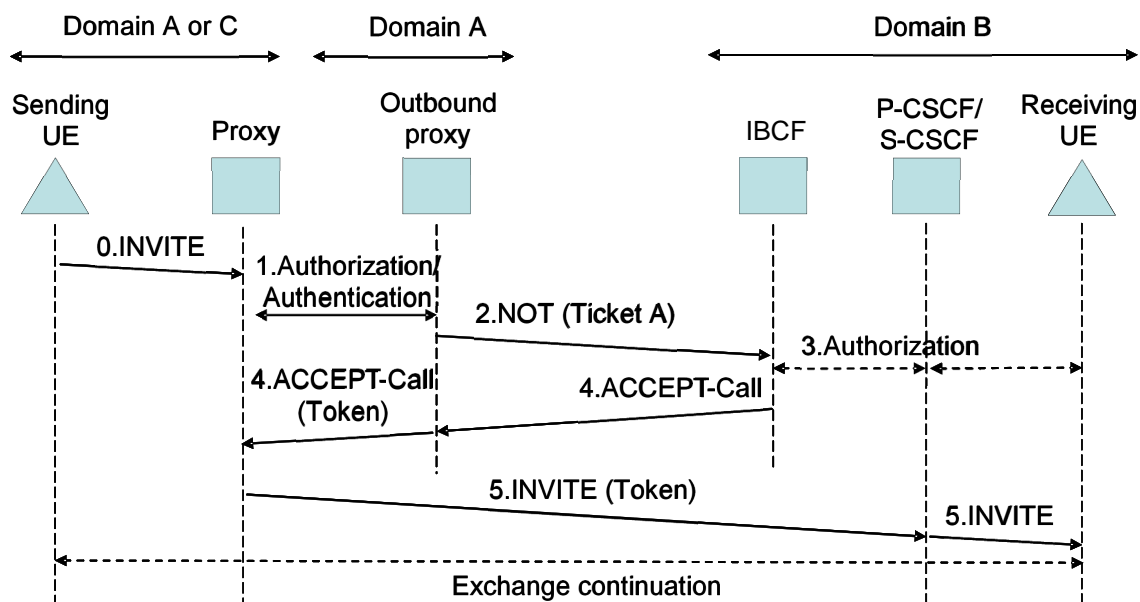 Domain A or C
Domain A
Domain B
Sending
UE
Proxy
Outbound
proxy
IBCF
P-CSCF/
S-CSCF
Receiving
UE
0.INVITE
1.Authorization/
Authentication
2.NOT (Ticket A)
3.Authorization
4.ACCEPT-Call
(Token)
4.ACCEPT-Call
5.INVITE (Token)
5.INVITE
Exchange continuation